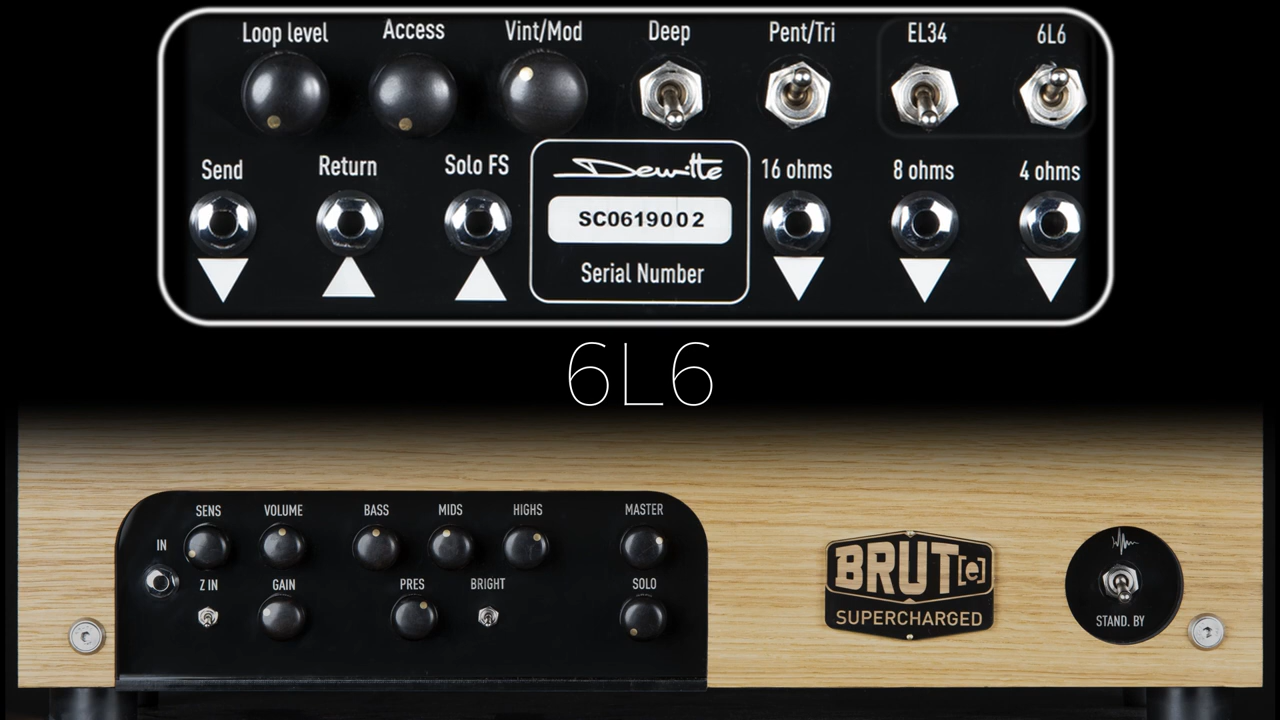 Loop level Access Vint/Mod Deep Pent/Tri EL34 6L6
Send Return Solo FS Dewitte 16 ohms 8 ohms 4 ohms
SC0619002
Serial Number
6L6
SENS VOLUME BASS MIDS HIGHS MASTER
IN
Z IN GAIN PRES BRIGHT SOLO
BRUT[e]
SUPERCHARGED
STAND. BY